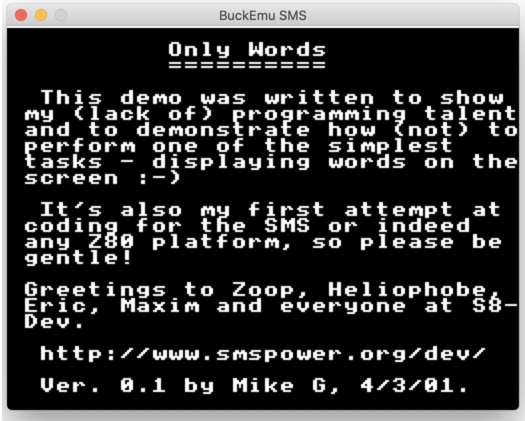 BuckEmu SMS
Only Words
==========
This demo was written to show
my (lack of) programming talent
and to demonstrate how (not) to
perform one of the simplest
tasks - displaying words on the
screen :-)
It's also my first attempt at
coding for the SMS or indeed
any Z80 platform, so please be
gentle!
Greetings to Zoop, Heliophobe,
Eric, Maxim and everyone at S8-
Dev.
http://www.smspower.org/dev/
Ver. 0.1 by Mike G, 4/3/01.